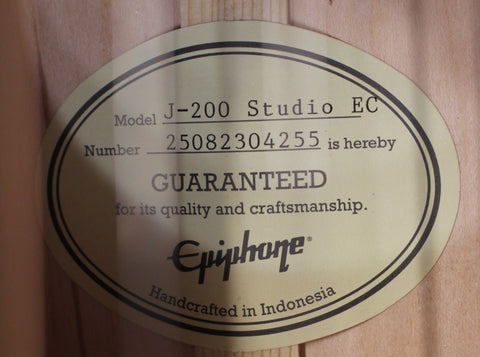 Model J-200 Studio EC
Number 25082304255 is hereby
GUARANTEED
for its quality and craftsmanship.
Epiphone®
Handcrafted in Indonesia